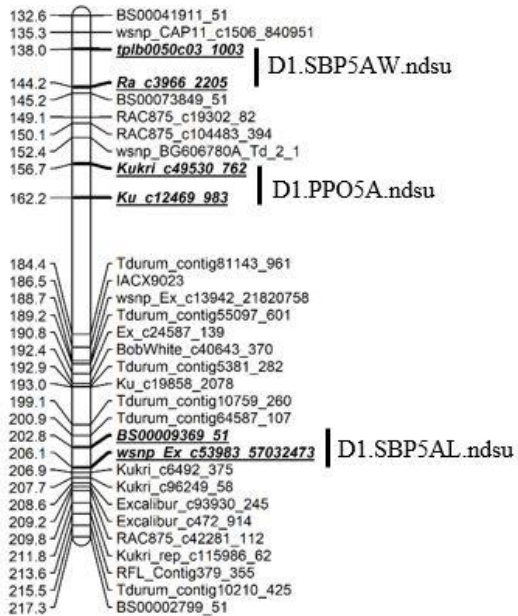 132.6 BS00041911_51
135.3 wsnp_CAP11_c1506_840951
138.0 tplb0050c03_1003
D1.SBP5AW.ndsu
144.2 Ra_c3966_2205
145.2 BS00073849_51
149.1 RAC875_c19302_82
150.1 RAC875_c104483_394
152.4 wsnp_BG606780A_Td_2_1
156.7 Kukri_c49530_762
D1.PPO5A.ndsu
162.2 Ku_c12469_983
184.4 Tdurum_contig81143_961
186.5 IACX9023
188.7 wsnp_Ex_c13942_21820758
189.2 Tdurum_contig55097_601
190.8 Ex_c24587_139
192.4 BobWhite_c40643_370
192.9 Tdurum_contig5381_282
193.0 Ku_c19858_2078
199.1 Tdurum_contig10759_260
200.9 Tdurum_contig64587_107
202.8 BS00009369_51
D1.SBP5AL.ndsu
206.1 wsnp_Ex_c53983_57032473
206.9 Kukri_c6492_375
207.7 Kukri_c96249_58
208.6 Excalibur_c93930_245
209.2 Excalibur_c472_914
209.8 RAC875_c42281_112
211.8 Kukri_rep_c115986_62
213.6 RFL_Contig379_355
215.5 Tdurum_contig10210_425
217.3 BS00002799_51